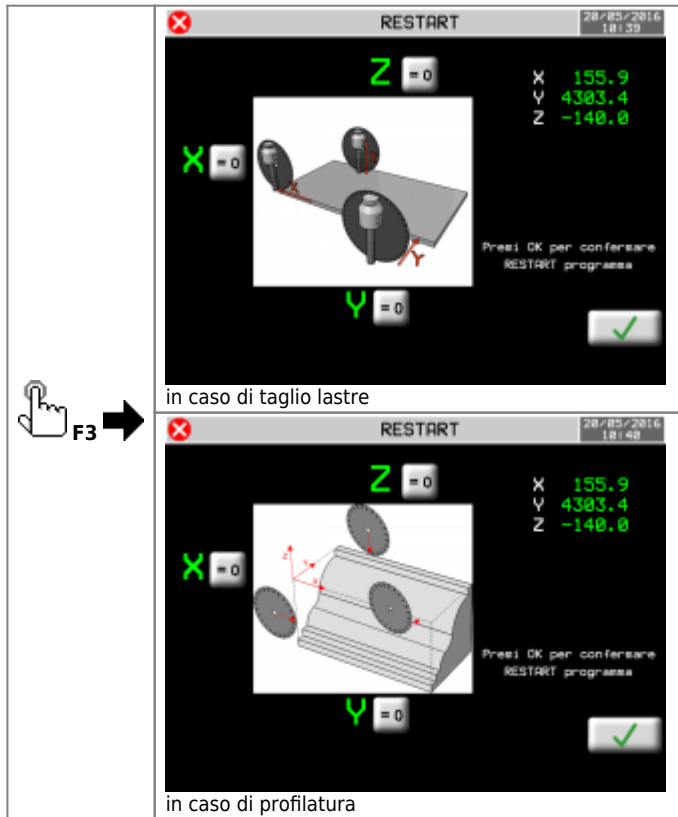 RESTART
20/05/2016
10:39
Z = 0
X 155.9
Y 4303.4
Z -140.0
X = 0
X
Z
Y
Premi OK per confermare
RESTART programma
Y = 0
in caso di taglio lastre
F3
RESTART
20/05/2016
10:40
Z = 0
X 155.9
Y 4303.4
Z -140.0
X = 0
Z
Y
X
Premi OK per confermare
RESTART programma
Y = 0
in caso di profilatura